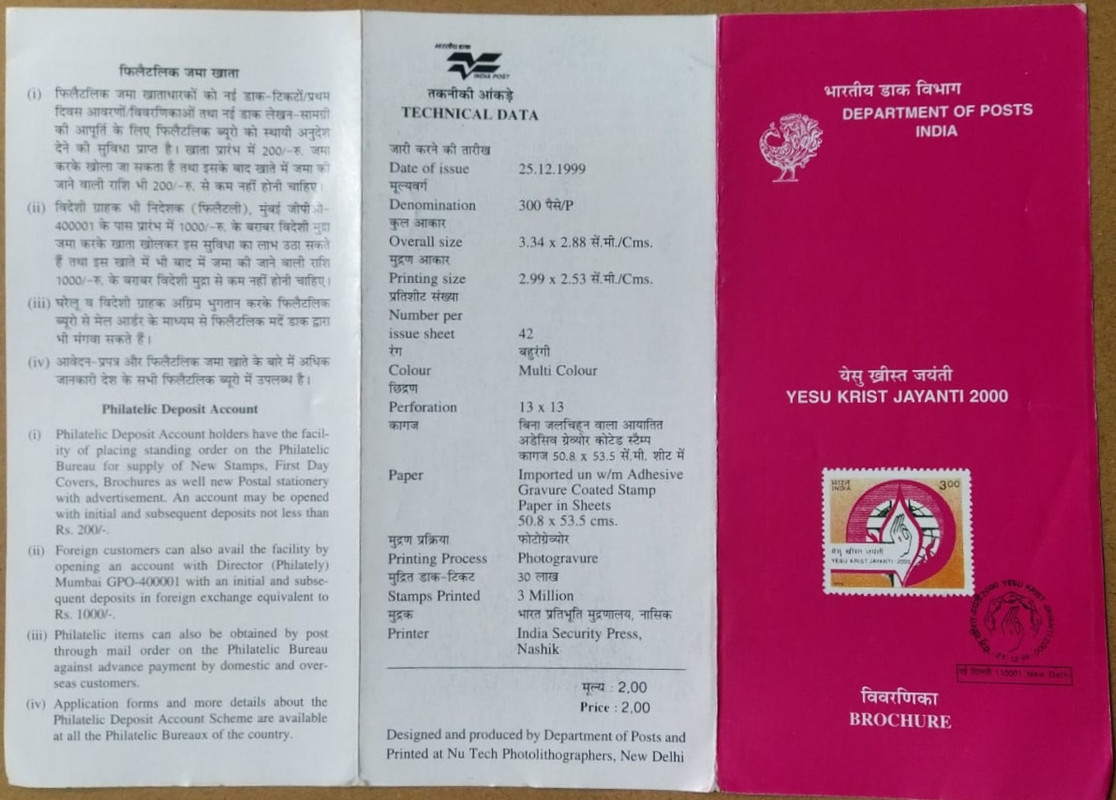 फिलैटलिक जमा खाता
(i) फिलैटलिक जमा खाताधारकों को नई डाक-टिकटों/प्रथम
दिवस आवरणों/विवरणिकाओं तथा नई डाक लेखन-सामग्री
की आपूर्ति के लिए फिलैटलिक ब्यूरो को स्थायी अनुदेश
देने की सुविधा प्राप्त है। खाता प्रारंभ में 200/-रु. जमा
करके खोला जा सकता है तथा इसके बाद खाते में जमा की
जाने वाली राशि भी 200/-रु. से कम नहीं होनी चाहिए।
(ii) विदेशी ग्राहक भी निदेशक (फिलैटली), मुंबई जीपीओ-
400001 के पास प्रारंभ में 1000/-रु. के बराबर विदेशी मुद्रा
जमा करके खाता खोलकर इस सुविधा का लाभ उठा सकते
हैं तथा इस खाते में भी बाद में जमा की जाने वाली राशि
1000/-रु. के बराबर विदेशी मुद्रा से कम नहीं होनी चाहिए।
(iii) घरेलू व विदेशी ग्राहक अग्रिम भुगतान करके फिलैटलिक
ब्यूरो से मेल आर्डर के माध्यम से फिलैटलिक मदें डाक द्वारा
भी मंगवा सकते हैं।
(iv) आवेदन-प्रपत्र और फिलैटलिक जमा खाते के बारे में अधिक
जानकारी देश के सभी फिलैटलिक ब्यूरो में उपलब्ध है।
Philatelic Deposit Account
(i) Philatelic Deposit Account holders have the facil-
ity of placing standing order on the Philatelic
Bureau for supply of New Stamps, First Day
Covers, Brochures as well new Postal stationery
with advertisement. An account may be opened
with initial and subsequent deposits not less than
Rs. 200/-.
(ii) Foreign customers can also avail the facility by
opening an account with Director (Philately)
Mumbai GPO-400001 with an initial and subse-
quent deposits in foreign exchange equivalent to
Rs. 1000/-.
(iii) Philatelic items can also be obtained by post
through mail order on the Philatelic Bureau
against advance payment by domestic and over-
seas customers.
(iv) Application forms and more details about the
Philatelic Deposit Account Scheme are available
at all the Philatelic Bureaux of the country.
भारतीय डाक
INDIA POST
तकनीकी आंकड़े
TECHNICAL DATA
जारी करने की तारीख
Date of issue 25.12.1999
मूल्यवर्ग
Denomination 300 पैसे/P
कुल आकार
Overall size 3.34 x 2.88 सें.मी./Cms.
मुद्रण आकार
Printing size 2.99 x 2.53 सें.मी./Cms.
प्रतिशीट संख्या
Number per
issue sheet 42
रंग बहुरंगी
Colour Multi Colour
छिद्रण
Perforation 13 x 13
कागज बिना जलचिह्न वाला आयातित
अडेसिव ग्रेव्योर कोटेड स्टैम्प
कागज 50.8 x 53.5 सें.मी. शीट में
Paper Imported un w/m Adhesive
Gravure Coated Stamp
Paper in Sheets
50.8 x 53.5 cms.
मुद्रण प्रक्रिया फोटोग्रेव्योर
Printing Process Photogravure
मुद्रित डाक-टिकट 30 लाख
Stamps Printed 3 Million
मुद्रक भारत प्रतिभूति मुद्रणालय, नासिक
Printer India Security Press,
Nashik
मूल्य : 2.00
Price : 2.00
Designed and produced by Department of Posts and
Printed at Nu Tech Photolithographers, New Delhi
भारतीय डाक विभाग
DEPARTMENT OF POSTS
INDIA
येसु ख्रीस्त जयंती
YESU KRIST JAYANTI 2000
भारत
INDIA
3.00
येसु ख्रीस्त जयंती
YESU KRIST JAYANTI 2000
2000 YESU KRIST JAYANTI 2000
नई दिल्ली 110001 New Delhi
विवरणिका
BROCHURE